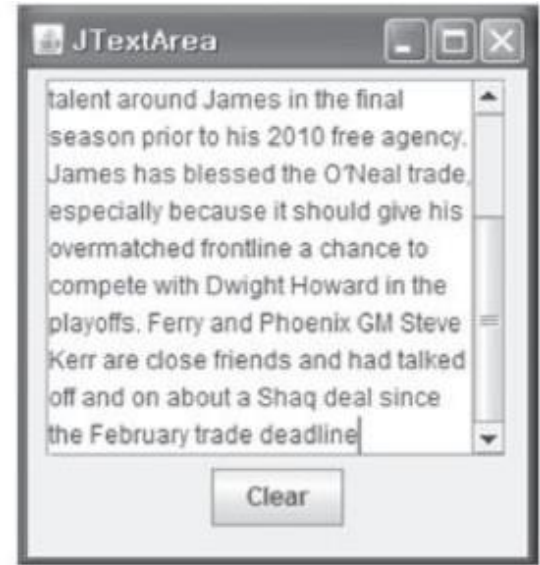 JTextArea
talent around James in the final
season prior to his 2010 free agency.
James has blessed the O'Neal trade,
especially because it should give his
overmatched frontline a chance to
compete with Dwight Howard in the
playoffs. Ferry and Phoenix GM Steve
Kerr are close friends and had talked
off and on about a Shaq deal since
the February trade deadline
Clear